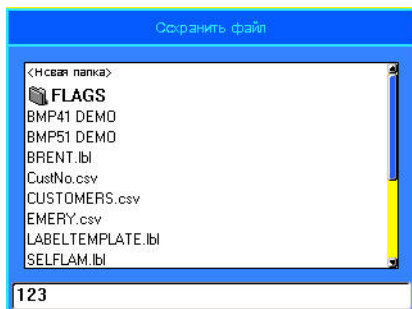 Сохранить файл
<Новая папка>
FLAGS
BMP41 DEMO
BMP51 DEMO
BRENT.lbl
CustNo.csv
CUSTOMERS.csv
EMERY.csv
LABELTEMPLATE.lbl
SELFLAM.lbl
123